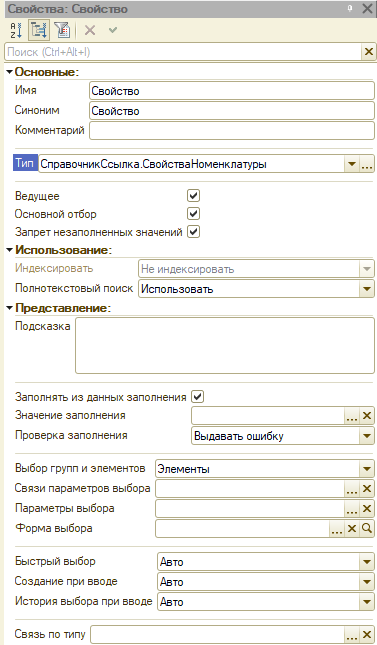 Свойства: Свойство
Поиск (Ctrl+Alt+I)
Основные:
Имя Свойство
Синоним Свойство
Комментарий
Тип СправочникСсылка.СвойстваНоменклатуры
Ведущее
Основной отбор
Запрет незаполненных значений
Использование:
Индексировать Не индексировать
Полнотекстовый поиск Использовать
Представление:
Подсказка
Заполнять из данных заполнения
Значение заполнения
Проверка заполнения Выдавать ошибку
Выбор групп и элементов Элементы
Связи параметров выбора
Параметры выбора
Форма выбора
Быстрый выбор Авто
Создание при вводе Авто
История выбора при вводе Авто
Связь по типу